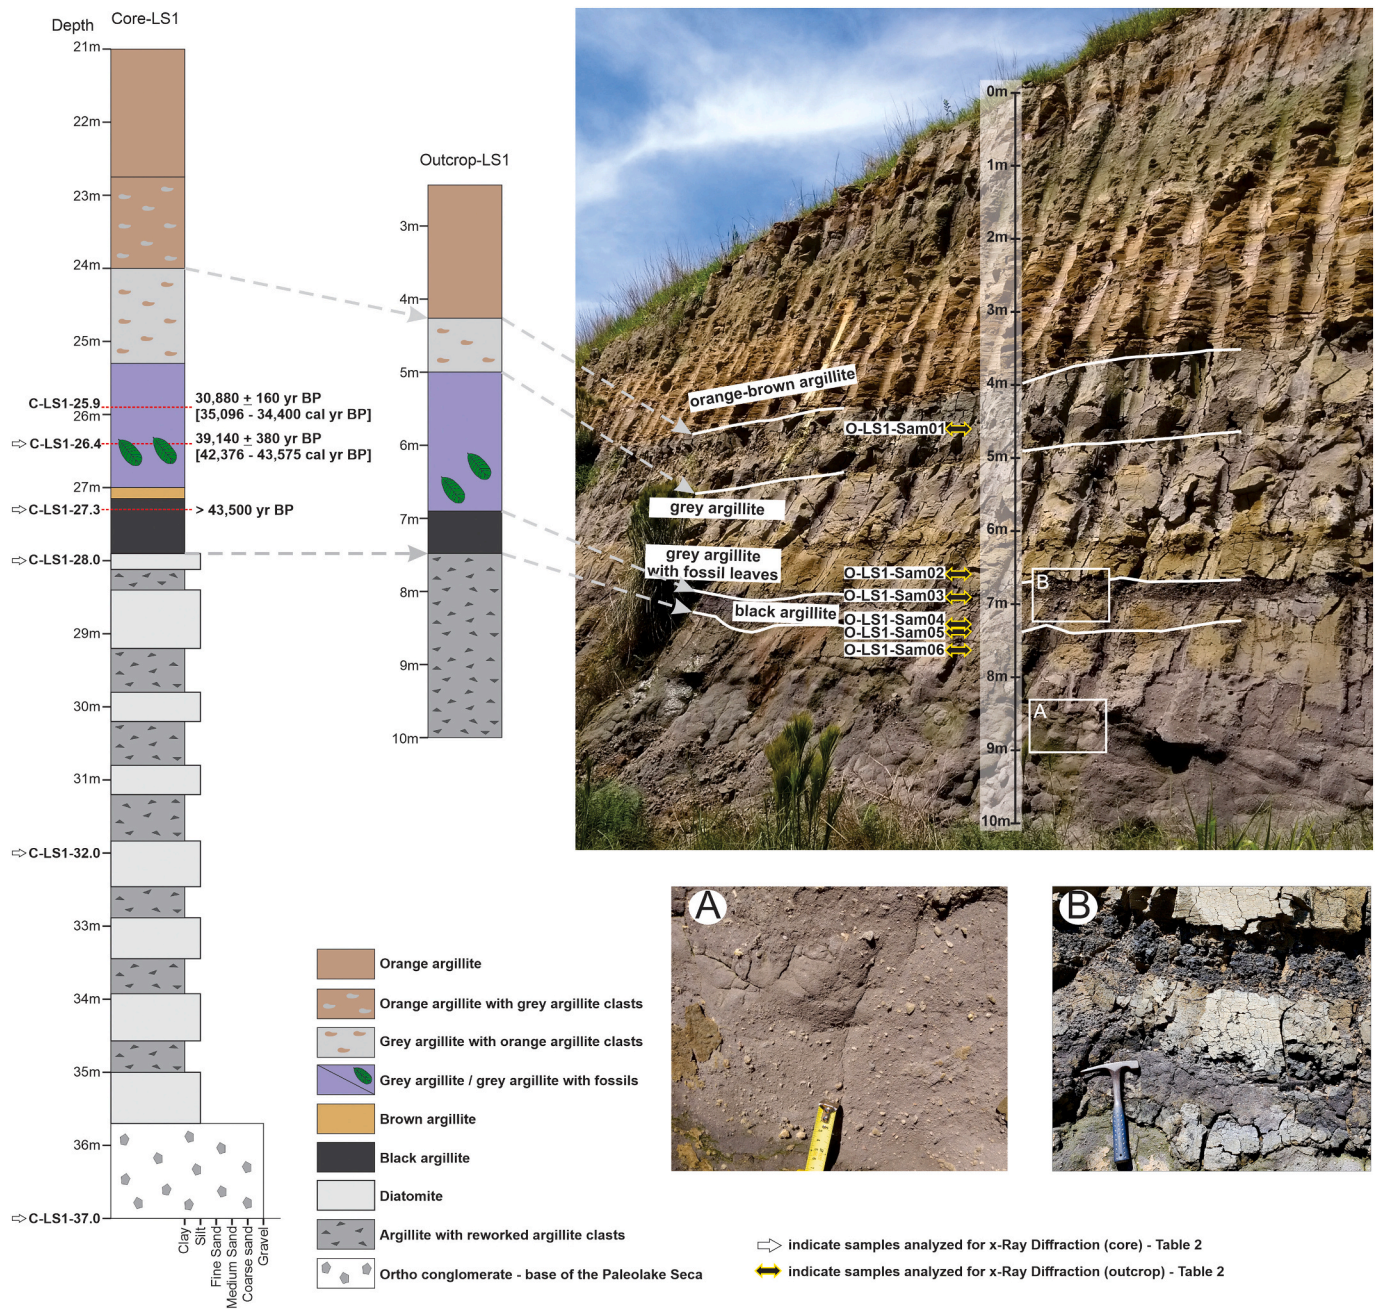 Core-LS1
Depth
21m
22m
23m
24m
25m
C-LS1-25.9
26m
C-LS1-26.4
27m
C-LS1-27.3
C-LS1-28.0
29m
30m
31m
C-LS1-32.0
33m
34m
35m
36m
C-LS1-37.0
30,880 ± 160 yr BP
[35,096 - 34,400 cal yr BP]
39,140 ± 380 yr BP
[42,376 - 43,575 cal yr BP]
> 43,500 yr BP
Clay
Silt
Fine Sand
Medium Sand
Coarse sand
Gravel
Outcrop-LS1
3m
4m
5m
6m
7m
8m
9m
10m
orange-brown argillite
grey argillite
grey argillite
with fossil leaves
black argillite
O-LS1-Sam01
O-LS1-Sam02
O-LS1-Sam03
O-LS1-Sam04
O-LS1-Sam05
O-LS1-Sam06
0m
1m
2m
3m
4m
5m
6m
7m
8m
9m
10m
B
A
A
B
Orange argillite
Orange argillite with grey argillite clasts
Grey argillite with orange argillite clasts
Grey argillite / grey argillite with fossils
Brown argillite
Black argillite
Diatomite
Argillite with reworked argillite clasts
Ortho conglomerate - base of the Paleolake Seca
indicate samples analyzed for x-Ray Diffraction (core) - Table 2
indicate samples analyzed for x-Ray Diffraction (outcrop) - Table 2